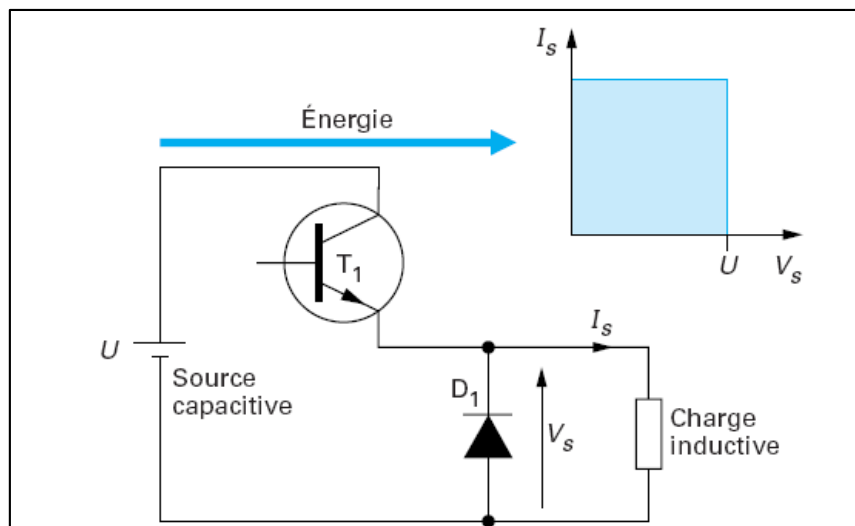 I_s
Énergie
U
V_s
T_1
I_s
U
Source
capacitive
D_1
V_s
Charge
inductive